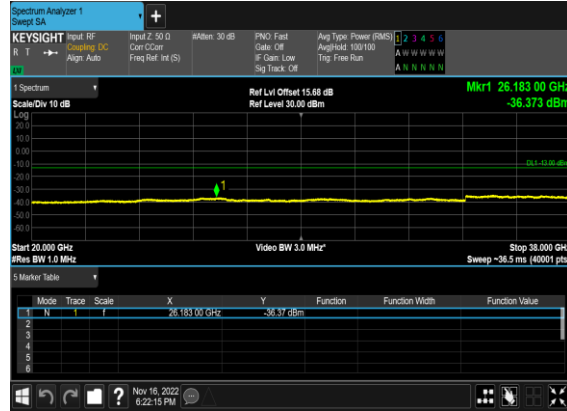 Spectrum Analyzer 1
Swept SA
+
KEYSIGHT Input: RF Input Z: 50 Ω #Atten: 30 dB PNO: Fast Avg Type: Power (RMS) 1 2 3 4 5 6
R T Coupling: DC Corr CCorr Gate: Off Avg|Hold: 100/100 A W W W W W
Align: Auto Freq Ref: Int (S) IF Gain: Low Trig: Free Run
Sig Track: Off A N N N N N
1 Spectrum Ref Lvl Offset 15.68 dB Mkr1 26.183 00 GHz
Scale/Div 10 dB Ref Level 30.00 dBm -36.373 dBm
Log
20.0
10.0
0.00
-10.0 DL1 -13.00 dBm
-20.0
-30.0 1
-40.0
-50.0
-60.0
Start 20.000 GHz Video BW 3.0 MHz* Stop 38.000 GHz
#Res BW 1.0 MHz Sweep ~36.5 ms (40001 pts)
5 Marker Table
Mode Trace Scale X Y Function Function Width Function Value
1 N 1 f 26.183 00 GHz -36.37 dBm
2
3
4
5
6
? Nov 16, 2022
6:22:15 PM